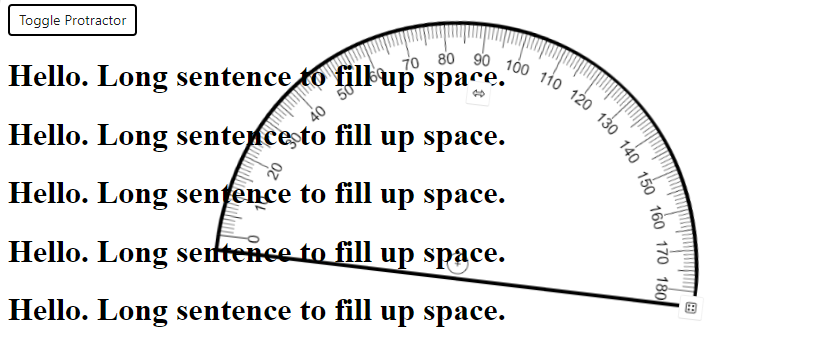 Toggle Protractor
Hello. Long sentence to fill up space.
Hello. Long sentence to fill up space.
Hello. Long sentence to fill up space.
Hello. Long sentence to fill up space.
Hello. Long sentence to fill up space.
0 10 20 30 40 50 60 70 80 90 100 110 120 130 140 150 160 170 180